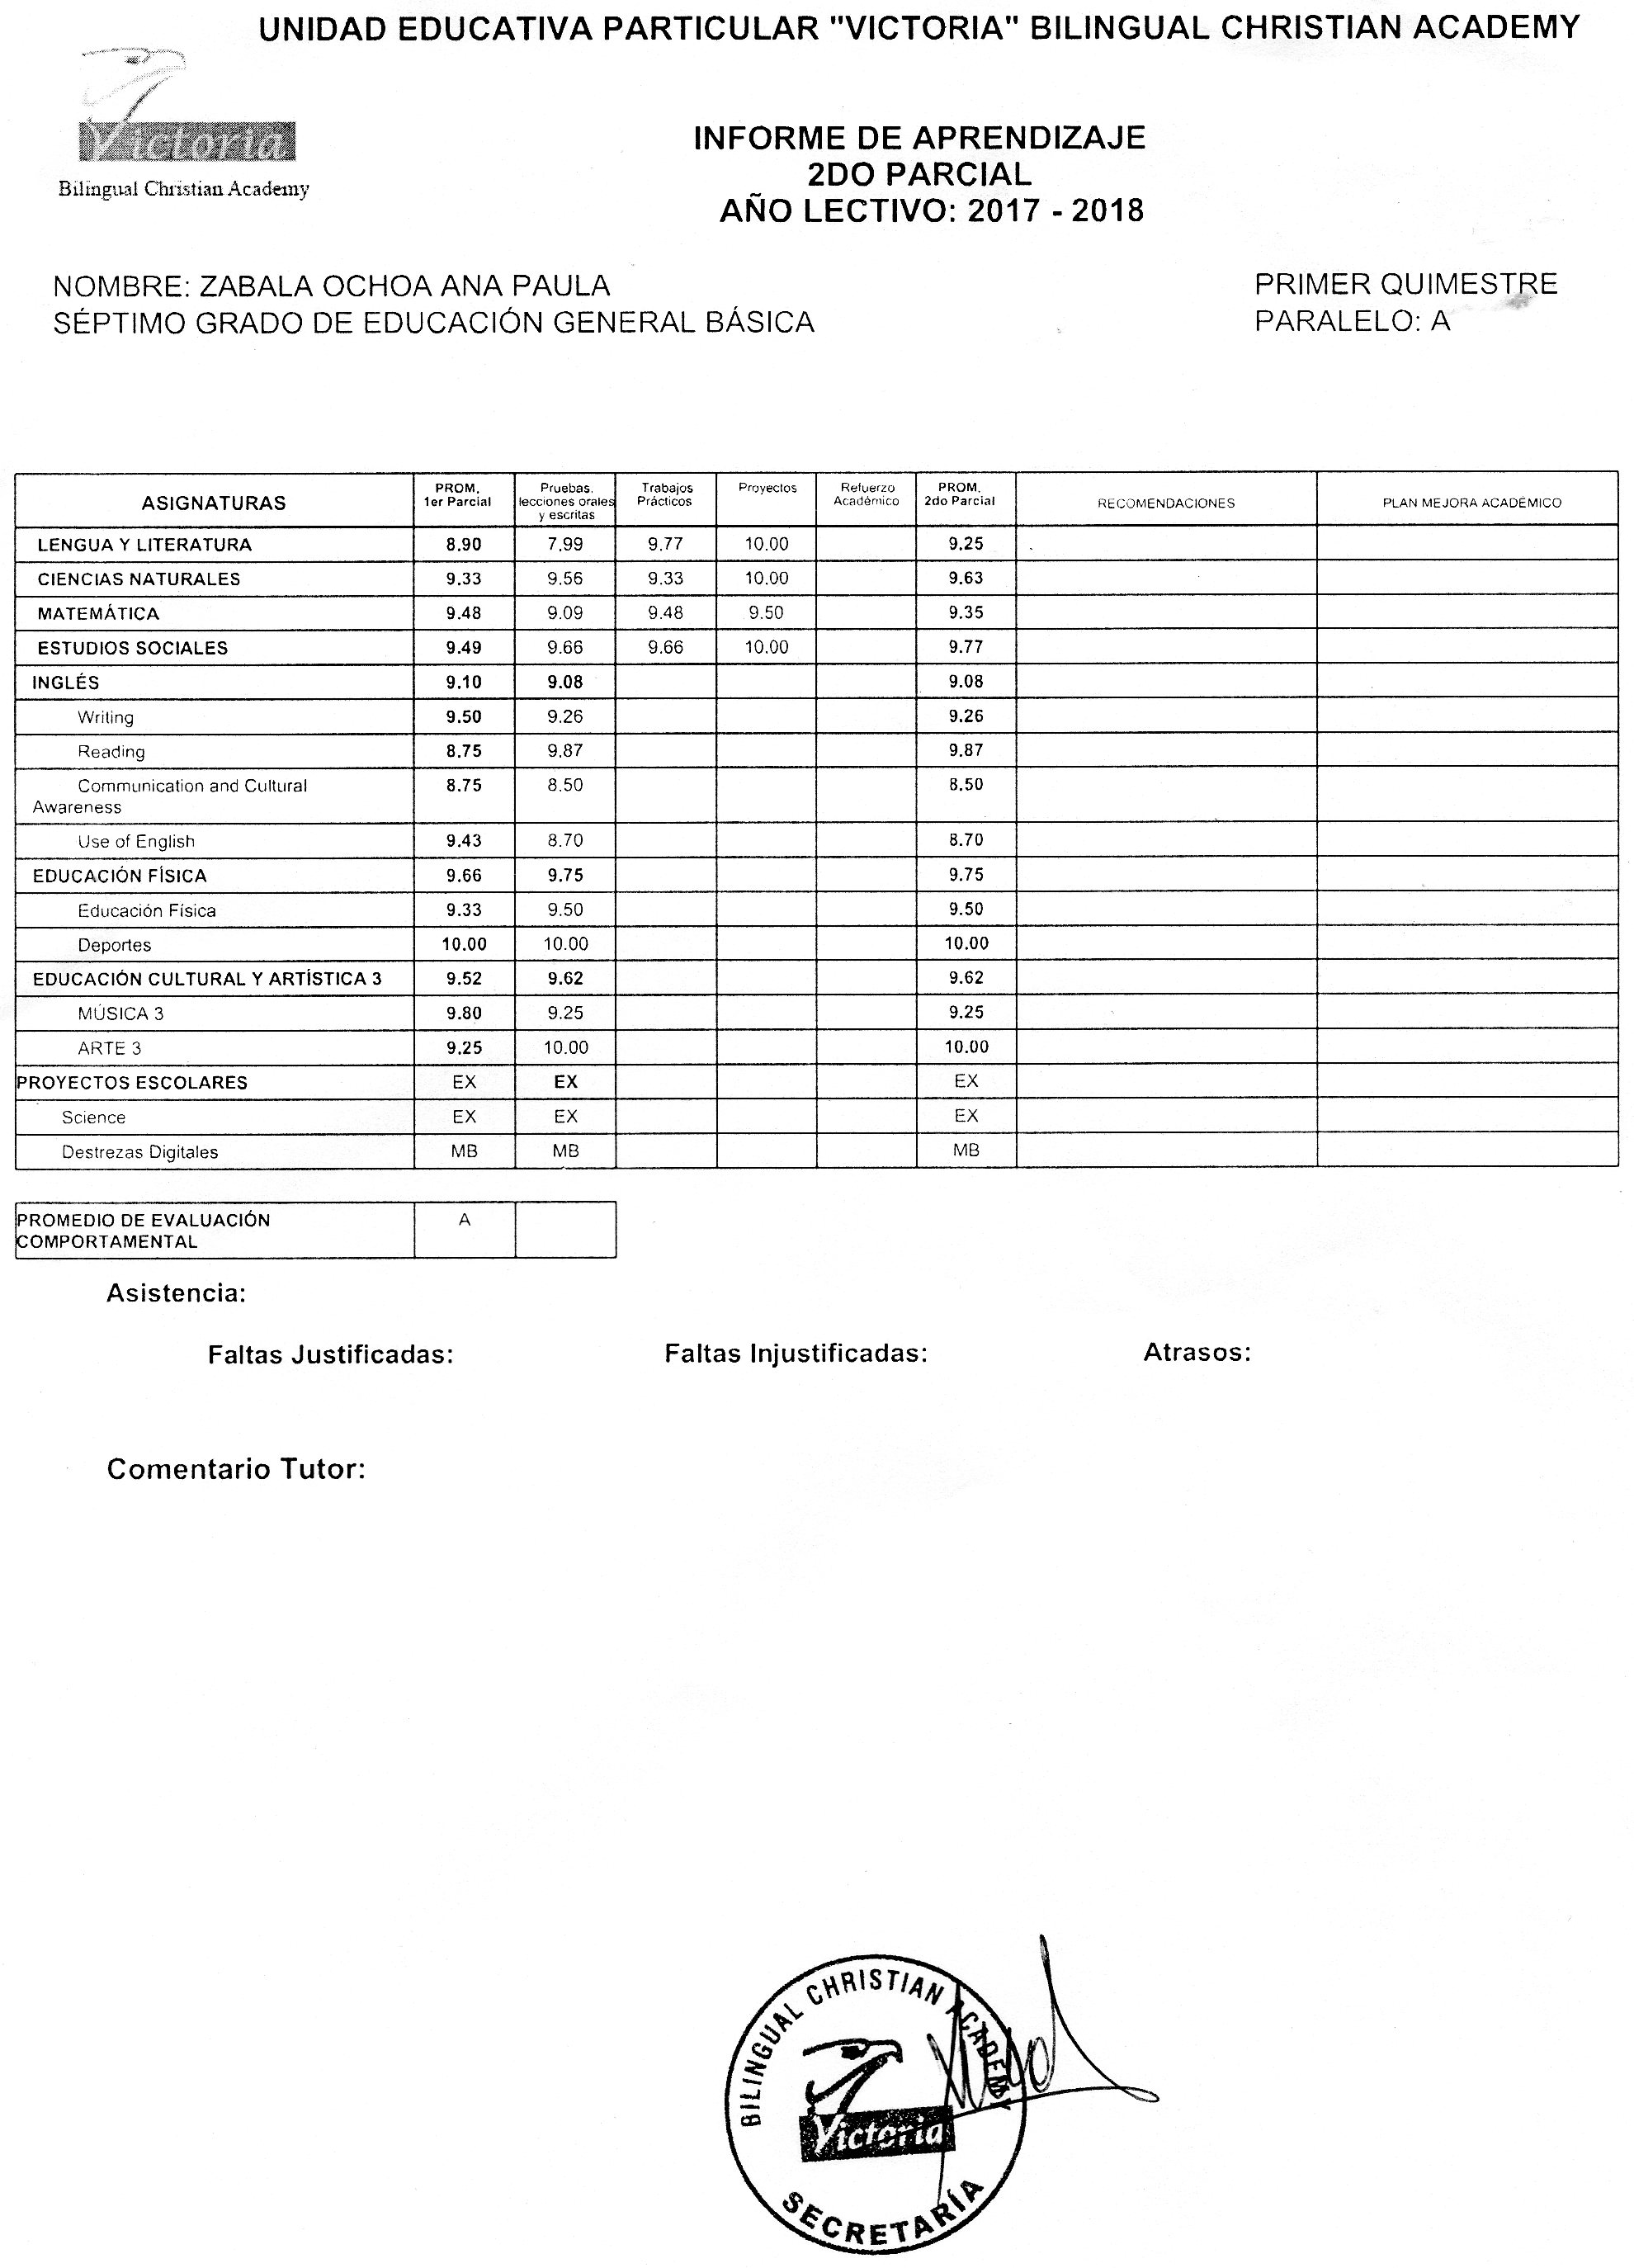 UNIDAD EDUCATIVA PARTICULAR "VICTORIA" BILINGUAL CHRISTIAN ACADEMY
Victoria
Bilingual Christian Academy
INFORME DE APRENDIZAJE
2DO PARCIAL
AÑO LECTIVO: 2017 - 2018
NOMBRE: ZABALA OCHOA ANA PAULA
PRIMER QUIMESTRE
SÉPTIMO GRADO DE EDUCACIÓN GENERAL BÁSICA
PARALELO: A
ASIGNATURAS PROM, 1er Parcial Pruebas, lecciones orales y escritas Trabajos Prácticos Proyectos Refuerzo Académico PROM, 2do Parcial RECOMENDACIONES PLAN MEJORA ACADÉMICO
LENGUA Y LITERATURA 8.90 7.99 9.77 10.00 9.25
CIENCIAS NATURALES 9.33 9.56 9.33 10.00 9.63
MATEMÁTICA 9.48 9.09 9.48 9.50 9.35
ESTUDIOS SOCIALES 9.49 9.66 9.66 10.00 9.77
INGLÉS 9.10 9.08 9.08
Writing 9.50 9.26 9.26
Reading 8.75 9.87 9.87
Communication and Cultural 8.75 8.50 8.50
Awareness
Use of English 9.43 8.70 8.70
EDUCACIÓN FÍSICA 9.66 9.75 9.75
Educación Física 9.33 9.50 9.50
Deportes 10.00 10.00 10.00
EDUCACIÓN CULTURAL Y ARTÍSTICA 3 9.52 9.62 9.62
MÚSICA 3 9.80 9.25 9.25
ARTE 3 9.25 10.00 10.00
PROYECTOS ESCOLARES EX EX EX
Science EX EX EX
Destrezas Digitales MB MB MB
PROMEDIO DE EVALUACIÓN A
COMPORTAMENTAL
Asistencia:
Faltas Justificadas: Faltas Injustificadas: Atrasos:
Comentario Tutor:
BILINGUAL CHRISTIAN ACADEMY
Victoria
SECRETARÍA